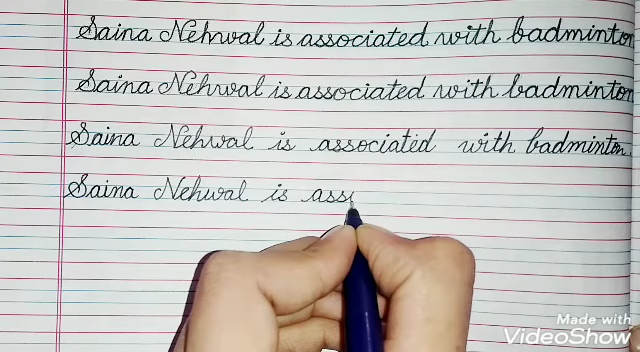 Saina Nehwal is associated with badminton
Saina Nehwal is associated with badminton
Saina Nehwal is associated with badminton
Saina Nehwal is ass
Made with
VideoShow